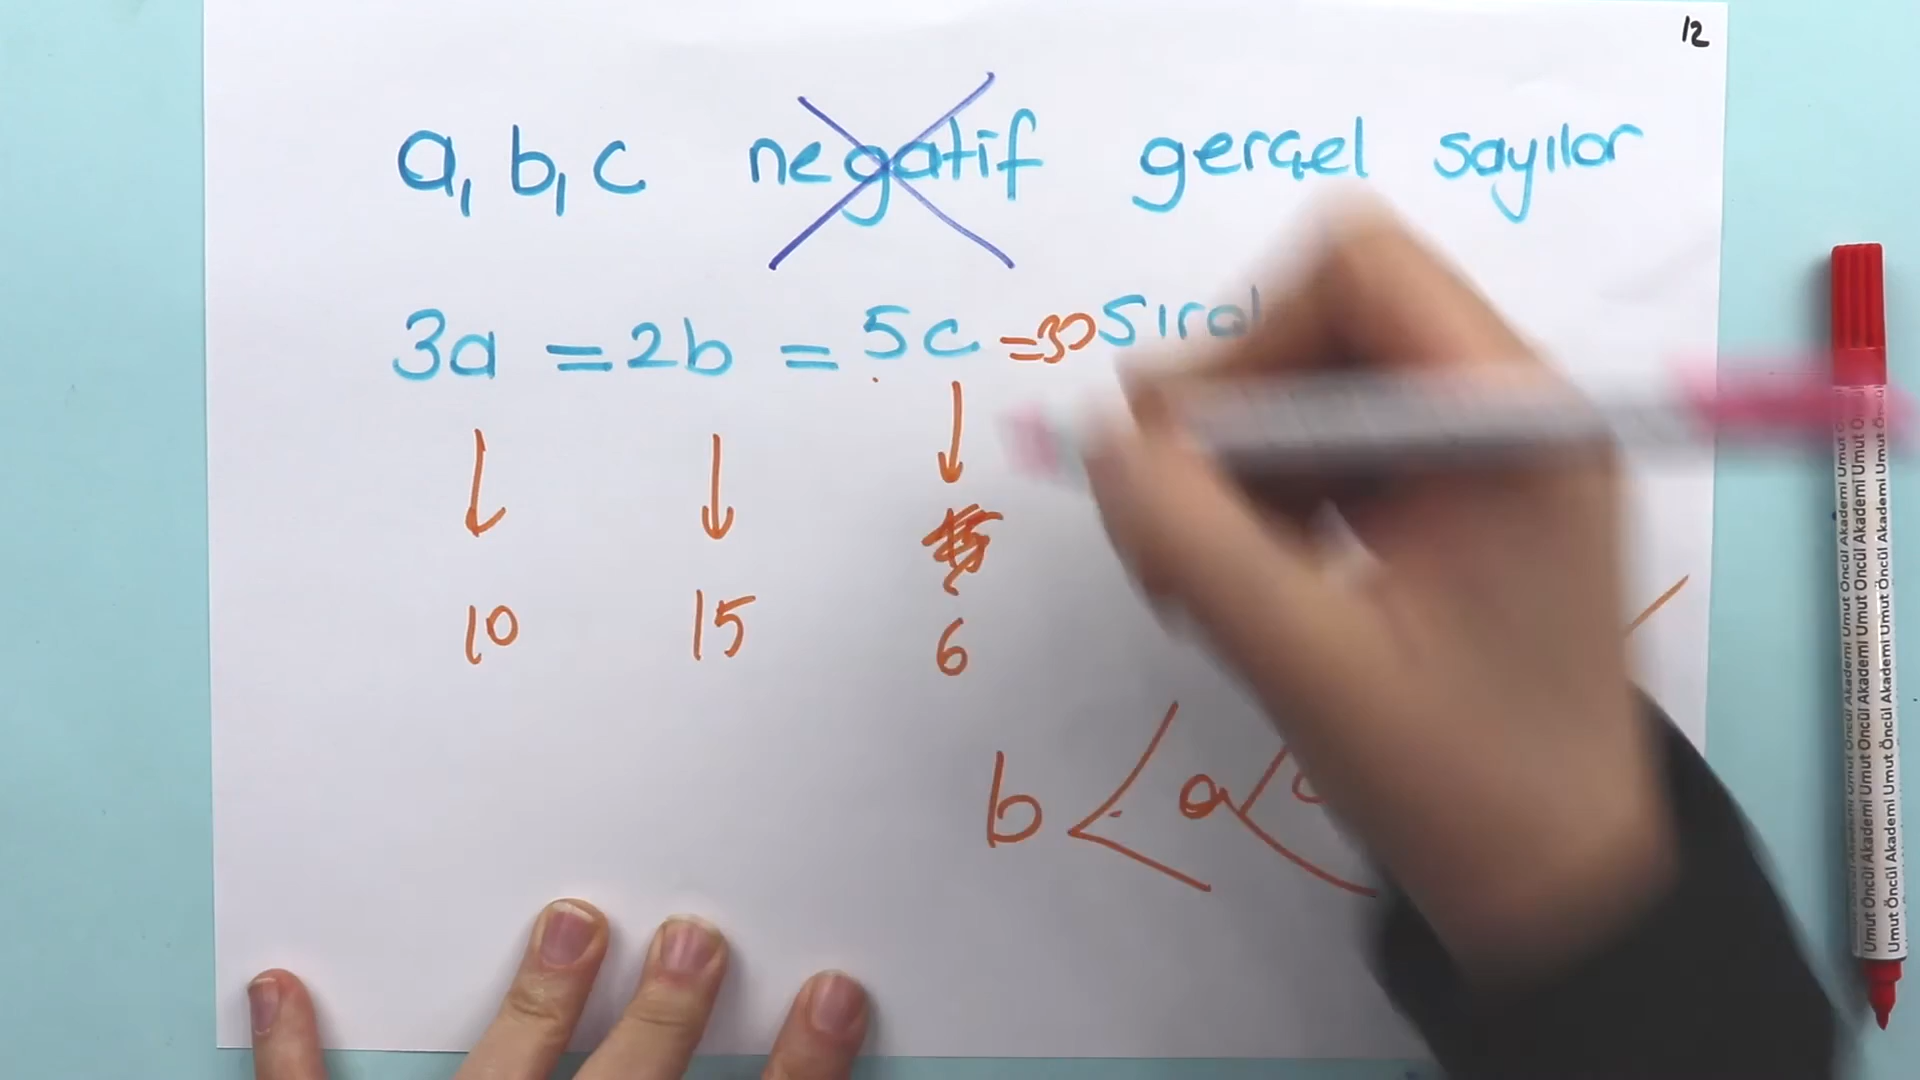 12
a, b, c negatif gerçel sayılar
3a = 2b = 5c = 30
10 15 6
b < a <
Umut Öncül Akademi Umut Öncül Akademi Umut Öncül Akademi Umut Öncül Akademi